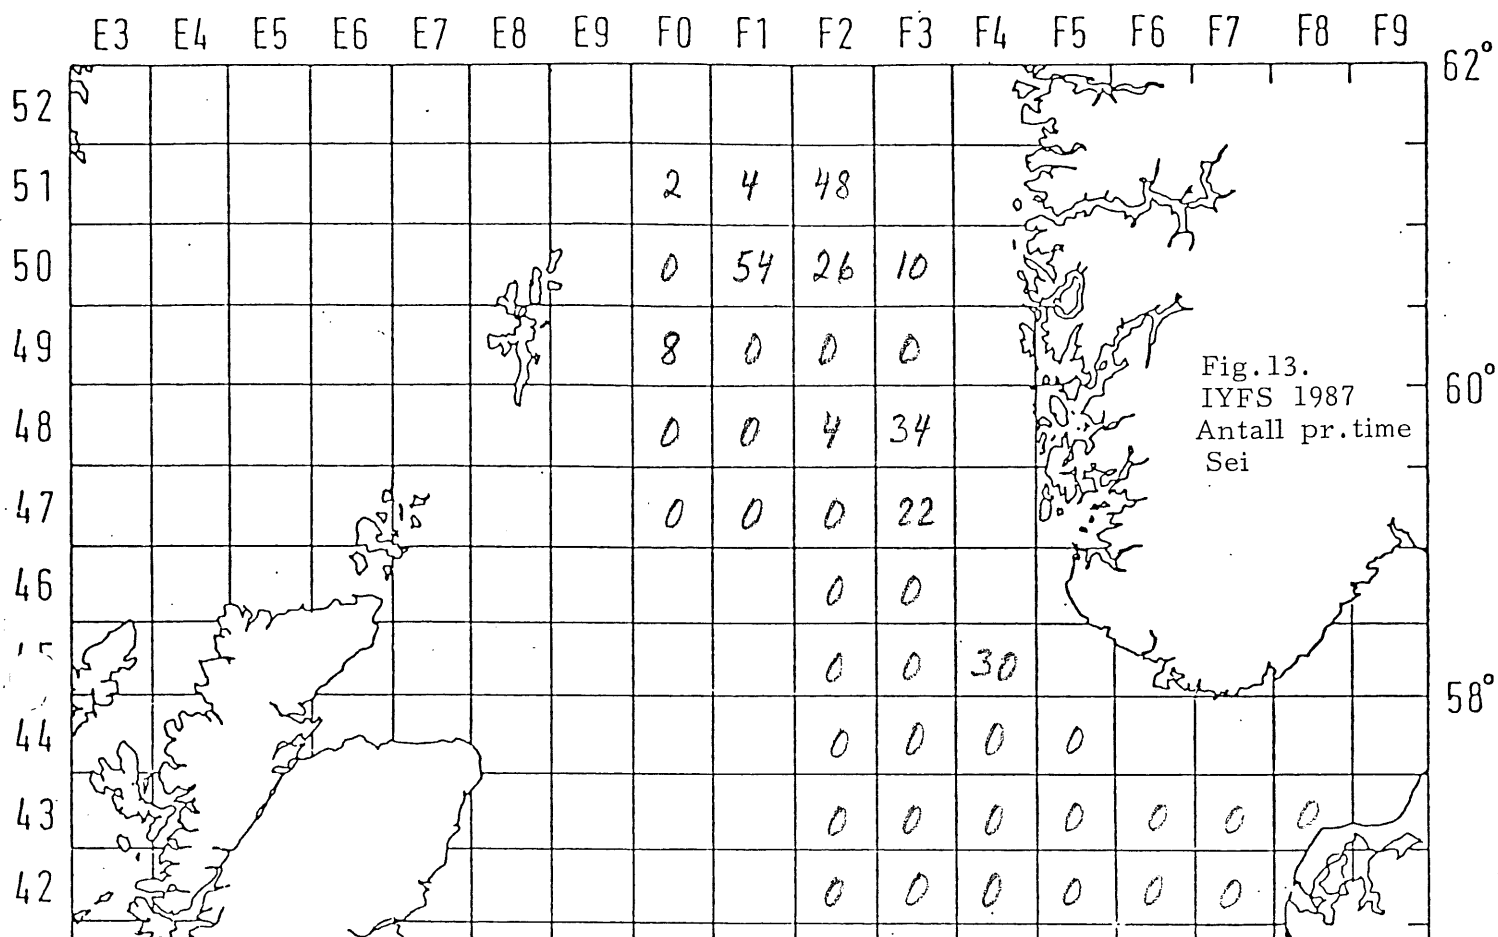 E3 E4 E5 E6 E7 E8 E9 F0 F1 F2 F3 F4 F5 F6 F7 F8 F9
62°
52
51 2 4 48
50 0 54 26 10
49 8 0 0 0
Fig.13.
IYFS 1987
Antall pr.time
Sei
60°
48 0 0 4 34
47 0 0 0 22
46 0 0
0 0 30
58°
44 0 0 0 0
43 0 0 0 0 0 0 0
42 0 0 0 0 0 0